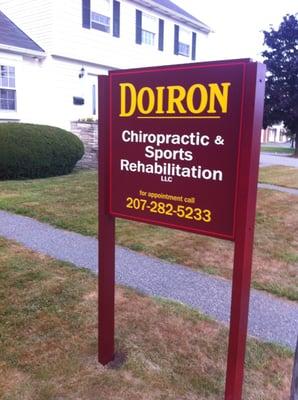 DOIRON
Chiropractic &
Sports
Rehabilitation
LLC
for appointment call
207-282-5233